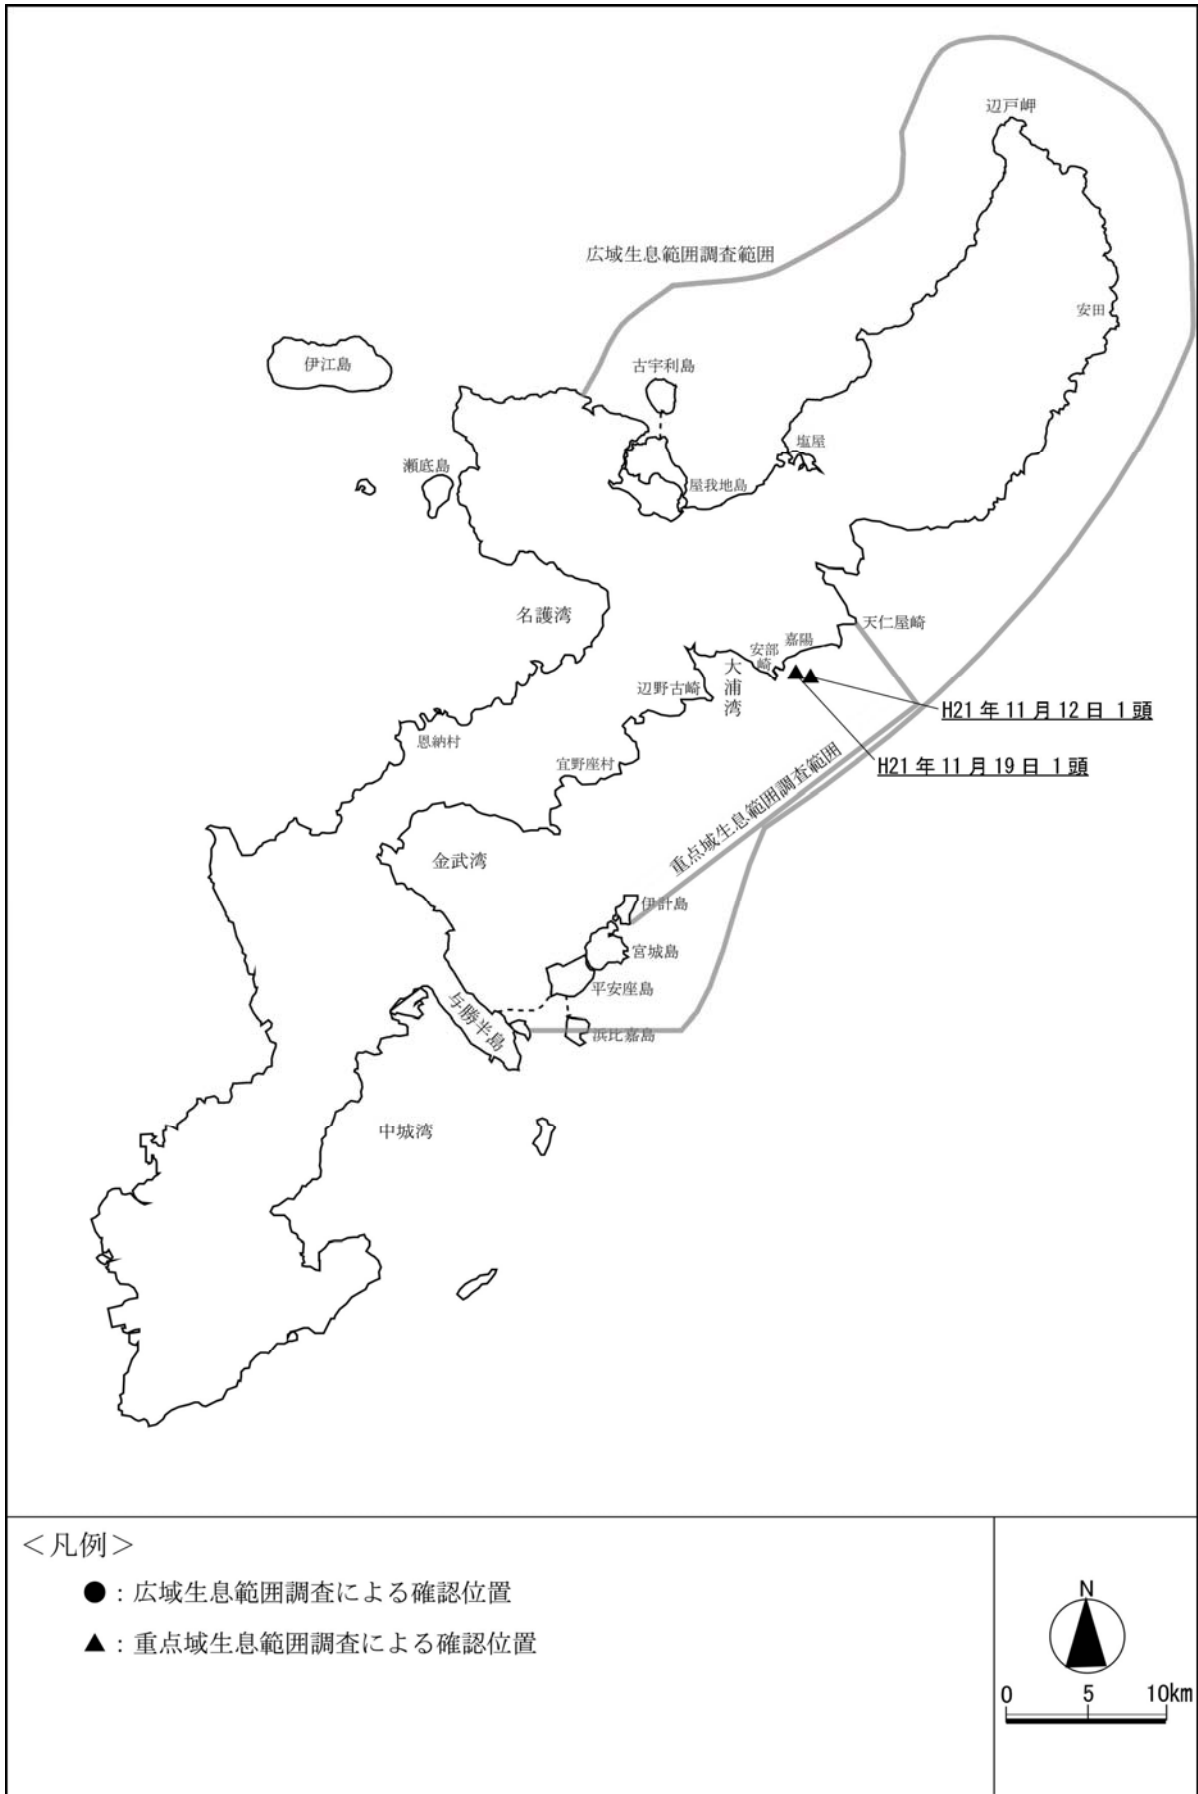 辺戸岬
広域生息範囲調査範囲
安田
伊江島
古宇利島
塩屋
瀬底島
屋我地島
名護湾
天仁屋崎
嘉陽
安部崎
大浦湾
辺野古崎
H21年11月12日 1頭
恩納村
宜野座村
H21年11月19日 1頭
重点域生息範囲調査範囲
金武湾
伊計島
宮城島
平安座島
与勝半島
浜比嘉島
中城湾
<凡例>
●：広域生息範囲調査による確認位置
▲：重点域生息範囲調査による確認位置
N
0 5 10km